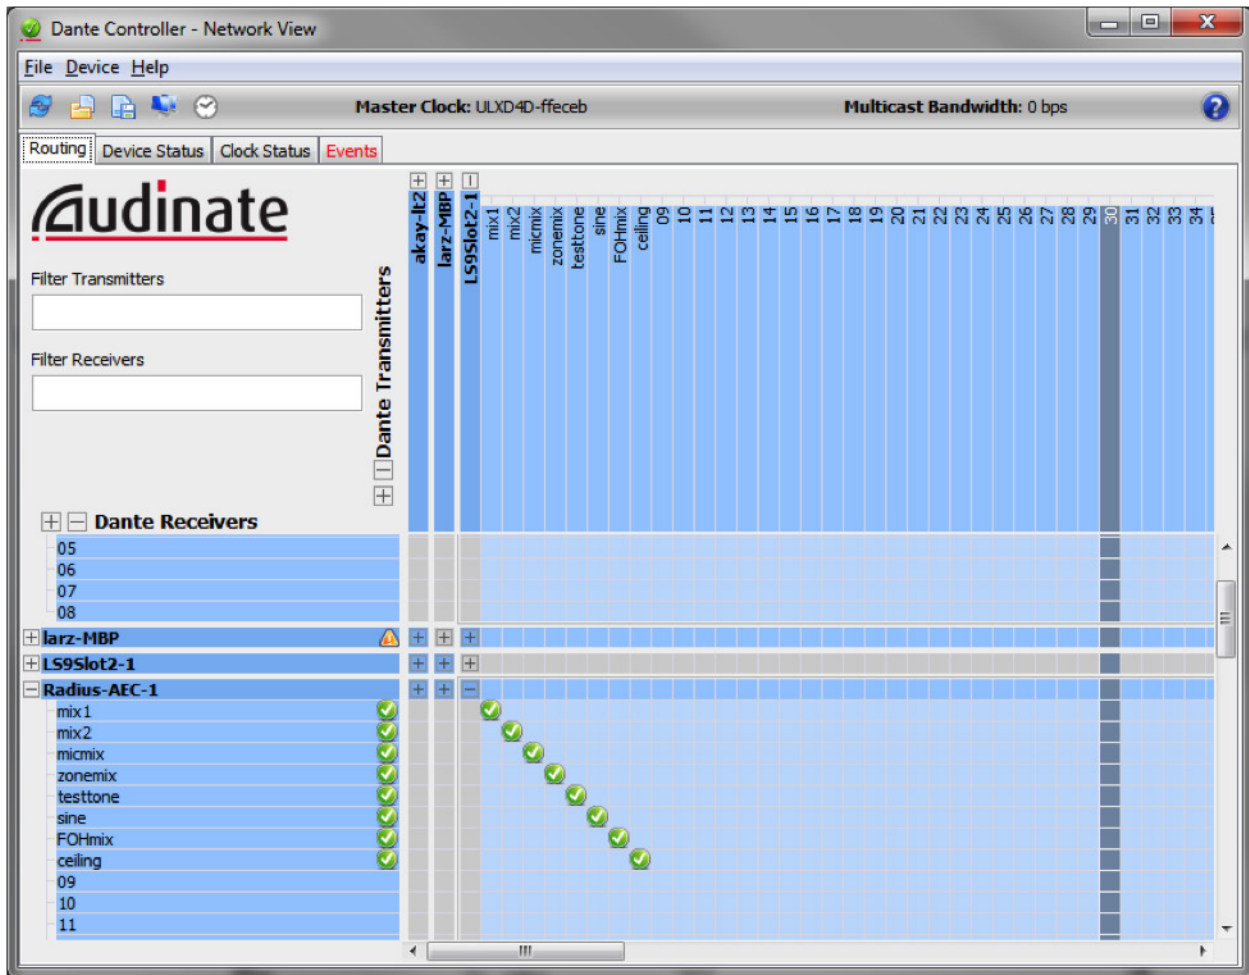 Dante Controller - Network View
File Device Help
Master Clock: ULXD4D-ffeceb
Multicast Bandwidth: 0 bps
Routing
Device Status
Clock Status
Events
Audinate
Filter Transmitters
Filter Receivers
Dante Transmitters
Dante Receivers
akay-lt2
larz-MBP
LS9Slot2-1
mix1
mix2
micmix
zonemix
testtone
sine
FOHmix
ceiling
09
10
11
12
13
14
15
16
17
18
19
20
21
22
23
24
25
26
27
28
29
30
31
32
33
34
05
06
07
08
larz-MBP
LS9Slot2-1
Radius-AEC-1
mix1
mix2
micmix
zonemix
testtone
sine
FOHmix
ceiling
09
10
11